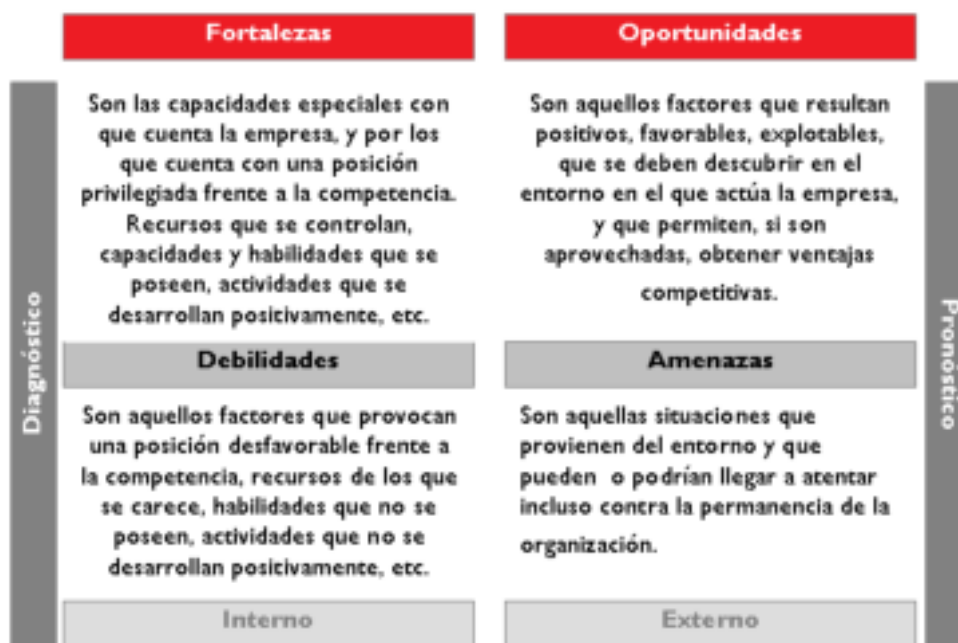 Fortalezas
Son las capacidades especiales con
que cuenta la empresa, y por los
que cuenta con una posición
privilegiada frente a la competencia.
Recursos que se controlan,
capacidades y habilidades que se
poseen, actividades que se
desarrollan positivamente, etc.
Oportunidades
Son aquellos factores que resultan
positivos, favorables, explotables,
que se deben descubrir en el
entorno en el que actúa la empresa,
y que permiten, si son
aprovechadas, obtener ventajas
competitivas.
Diagnóstico
Pronóstico
Debilidades
Son aquellos factores que provocan
una posición desfavorable frente a
la competencia, recursos de los que
se carece, habilidades que no se
poseen, actividades que no se
desarrollan positivamente, etc.
Amenazas
Son aquellas situaciones que
provienen del entorno y que
pueden o podrían llegar a atentar
incluso contra la permanencia de la
organización.
Interno
Externo